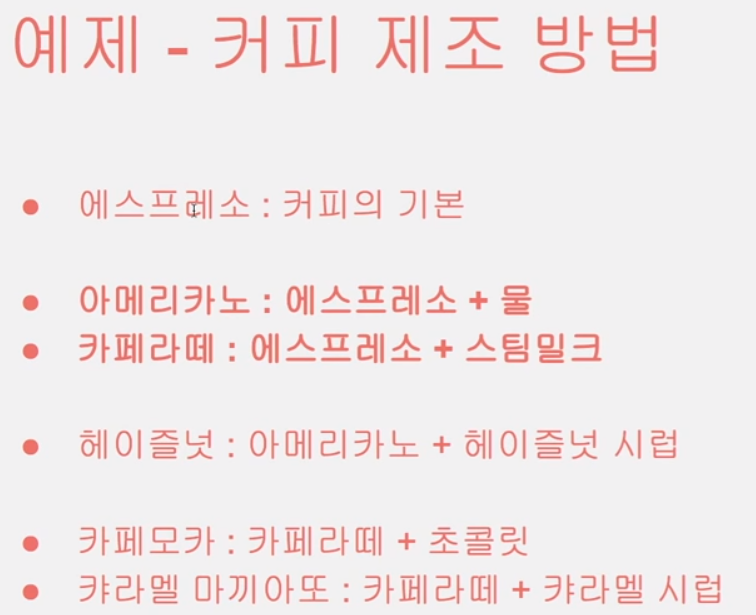 예제 - 커피 제조 방법
● 에스프레소 : 커피의 기본
● 아메리카노 : 에스프레소 + 물
● 카페라떼 : 에스프레소 + 스팀밀크
● 헤이즐넛 : 아메리카노 + 헤이즐넛 시럽
● 카페모카 : 카페라떼 + 초콜릿
● 캬라멜 마끼아또 : 카페라떼 + 캬라멜 시럽